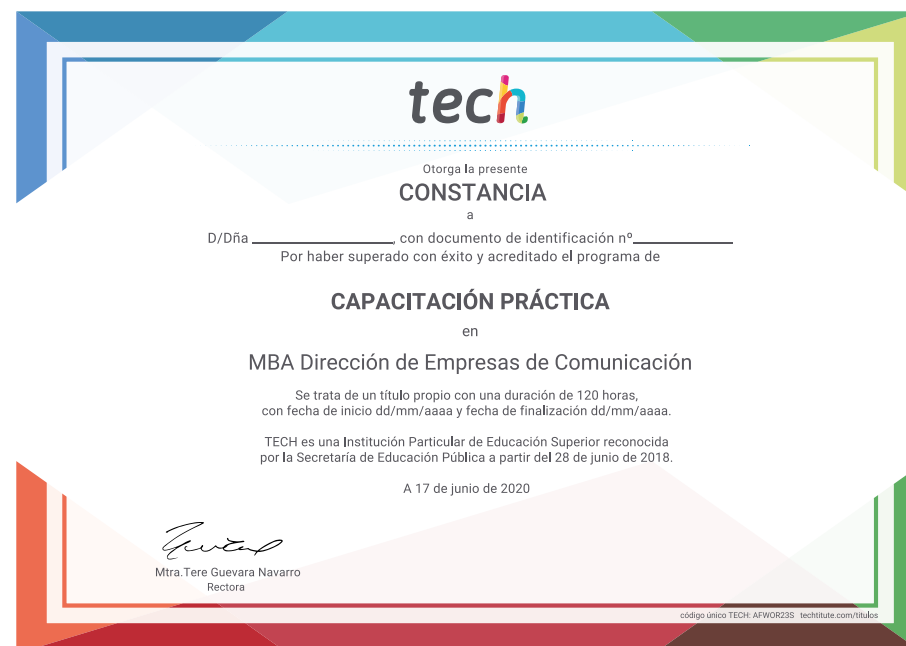 tech
Otorga la presente
CONSTANCIA
a
D/Dña ____________________, con documento de identificación nº______________
Por haber superado con éxito y acreditado el programa de
CAPACITACIÓN PRÁCTICA
en
MBA Dirección de Empresas de Comunicación
Se trata de un título propio con una duración de 120 horas,
con fecha de inicio dd/mm/aaaa y fecha de finalización dd/mm/aaaa.
TECH es una Institución Particular de Educación Superior reconocida
por la Secretaría de Educación Pública a partir del 28 de junio de 2018.
A 17 de junio de 2020
Mtra.Tere Guevara Navarro
Rectora
código único TECH: AFWOR23S techtitute.com/titulos